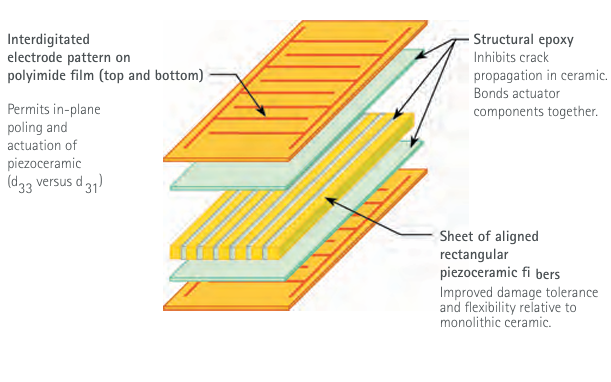 Interdigitated
electrode pattern on
polyimide film (top and bottom)
Permits in-plane
poling and
actuation of
piezoceramic
(d33 versus d31)
Structural epoxy
Inhibits crack
propagation in ceramic.
Bonds actuator
components together.
Sheet of aligned
rectangular
piezoceramic fi bers
Improved damage tolerance
and flexibility relative to
monolithic ceramic.